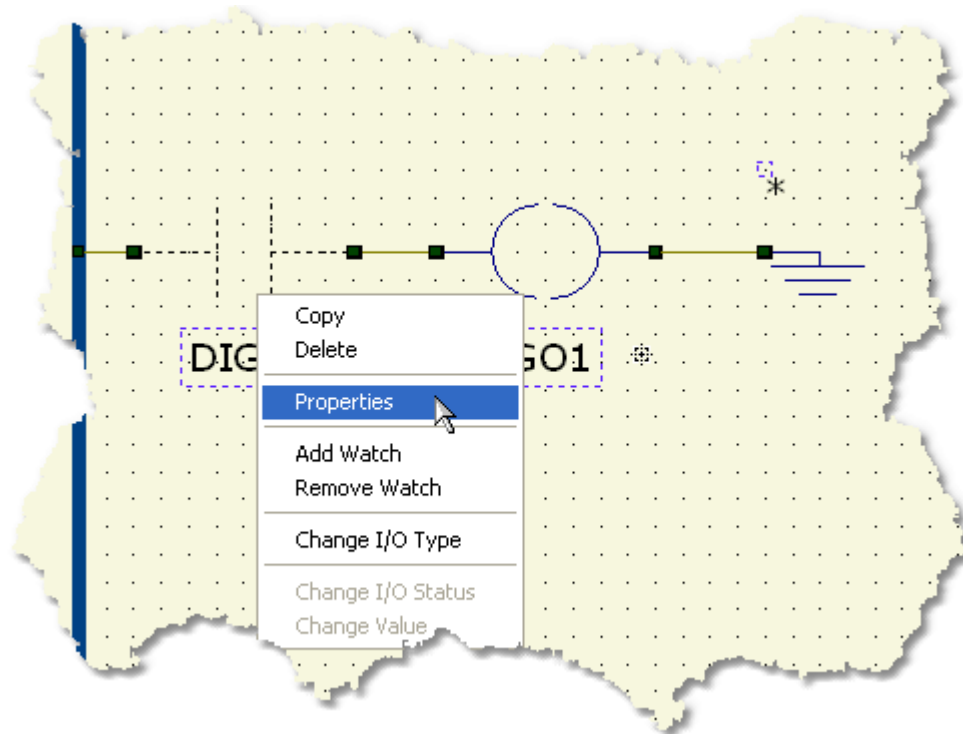 *
DIG GO1
Copy
Delete
Properties
Add Watch
Remove Watch
Change I/O Type
Change I/O Status
Change Value